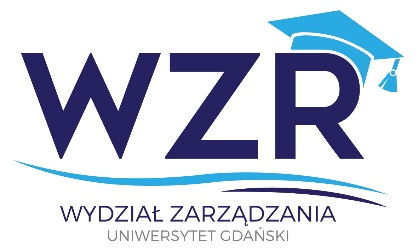 WZR
WYDZIAŁ ZARZĄDZANIA
UNIWERSYTET GDAŃSKI